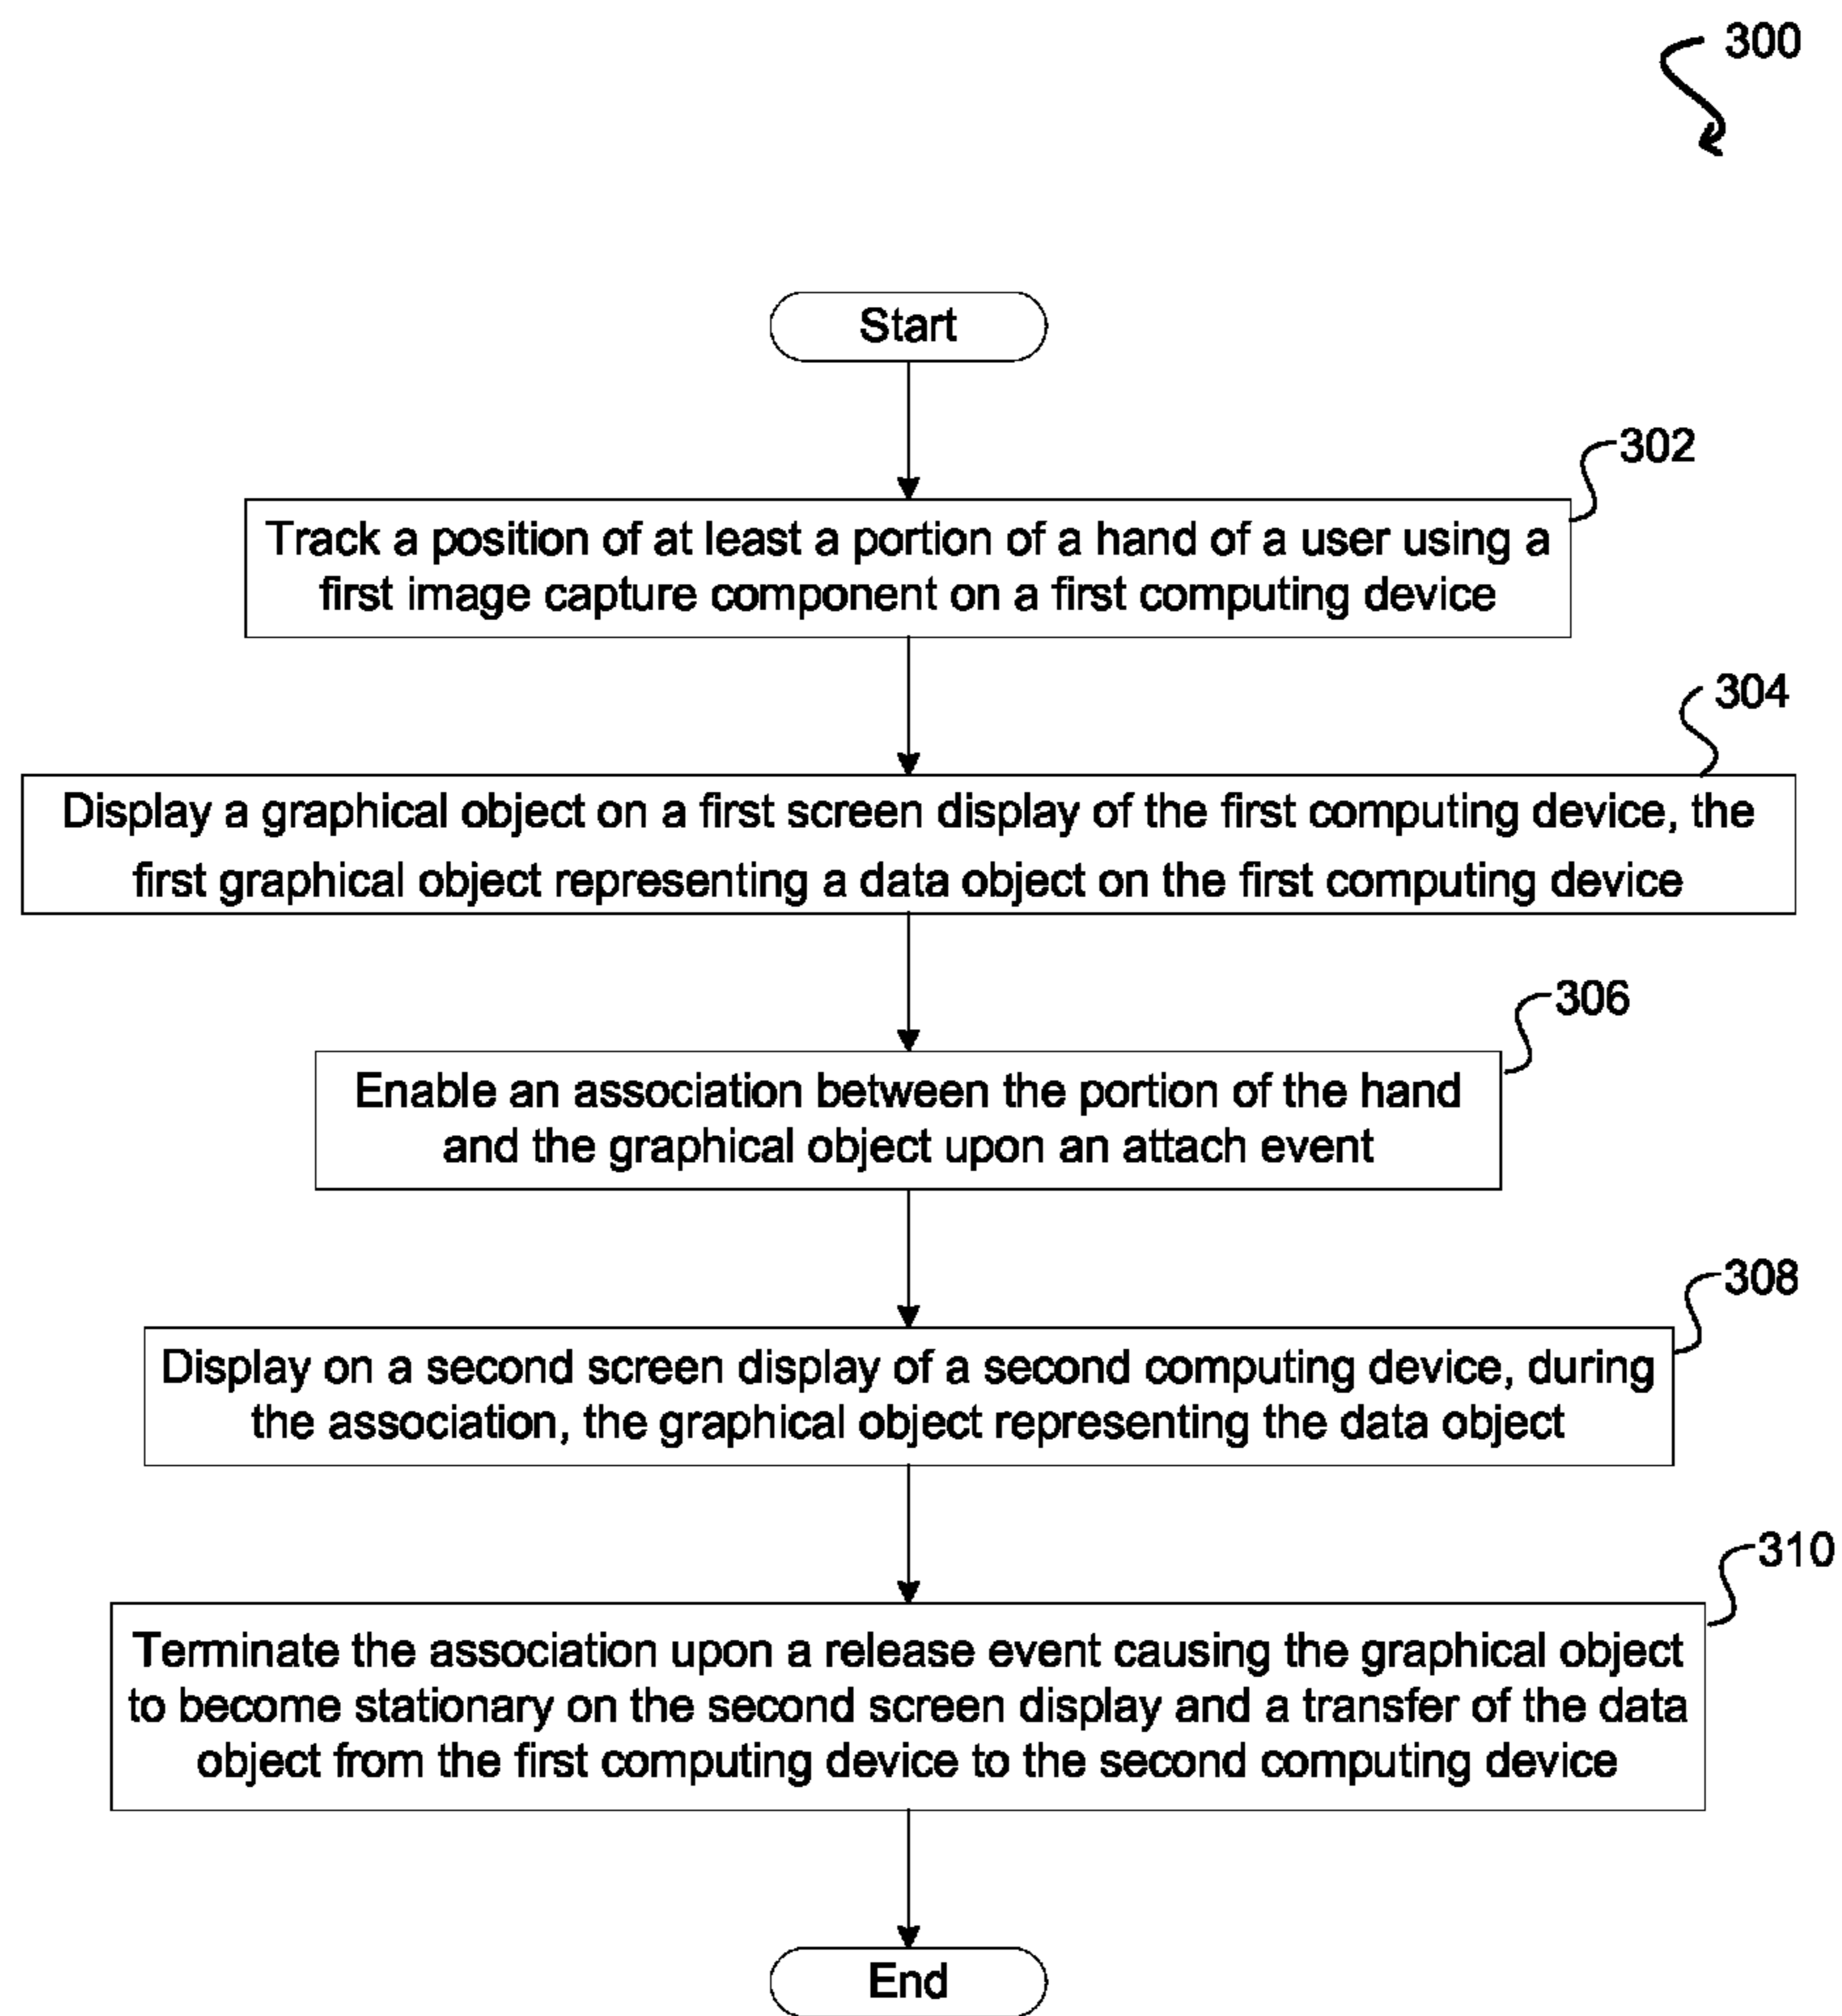 300
Start
302
Track a position of at least a portion of a hand of a user using a
first image capture component on a first computing device
304
Display a graphical object on a first screen display of the first computing device, the
first graphical object representing a data object on the first computing device
306
Enable an association between the portion of the hand
and the graphical object upon an attach event
308
Display on a second screen display of a second computing device, during
the association, the graphical object representing the data object
310
Terminate the association upon a release event causing the graphical object
to become stationary on the second screen display and a transfer of the data
object from the first computing device to the second computing device
End